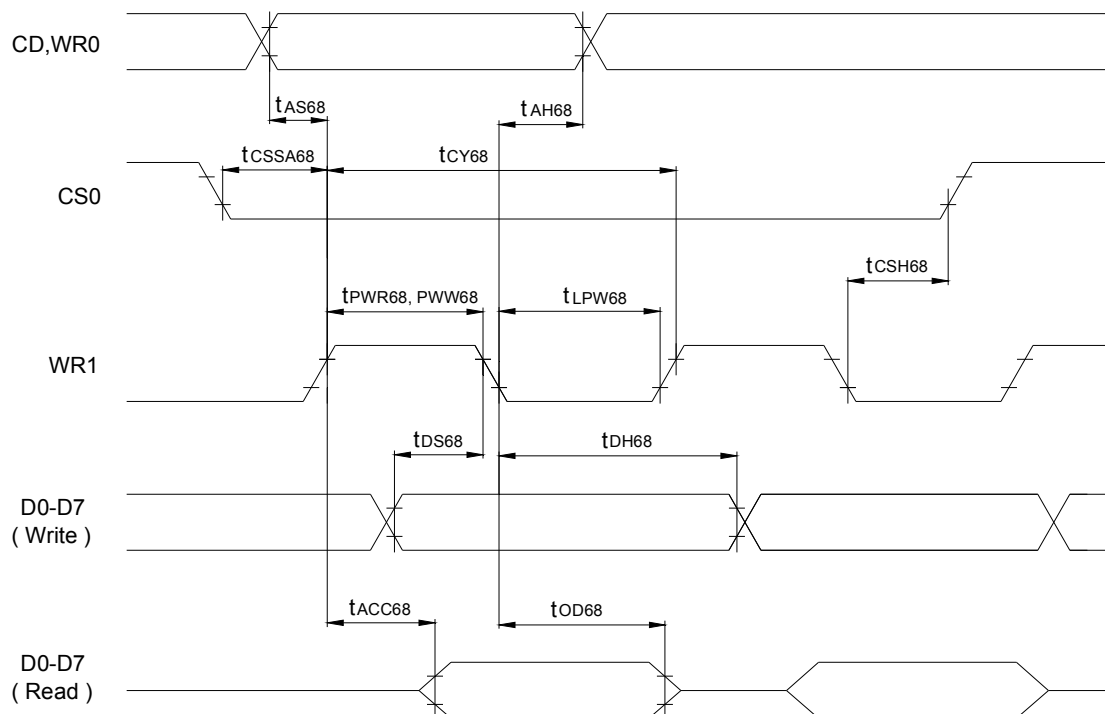 CD,WR0
tAS68
tAH68
tCSSA68
tCY68
CS0
tCSH68
tPWR68, PWW68
tLPW68
WR1
tDS68
tDH68
D0-D7
( Write )
tACC68
tOD68
D0-D7
( Read )